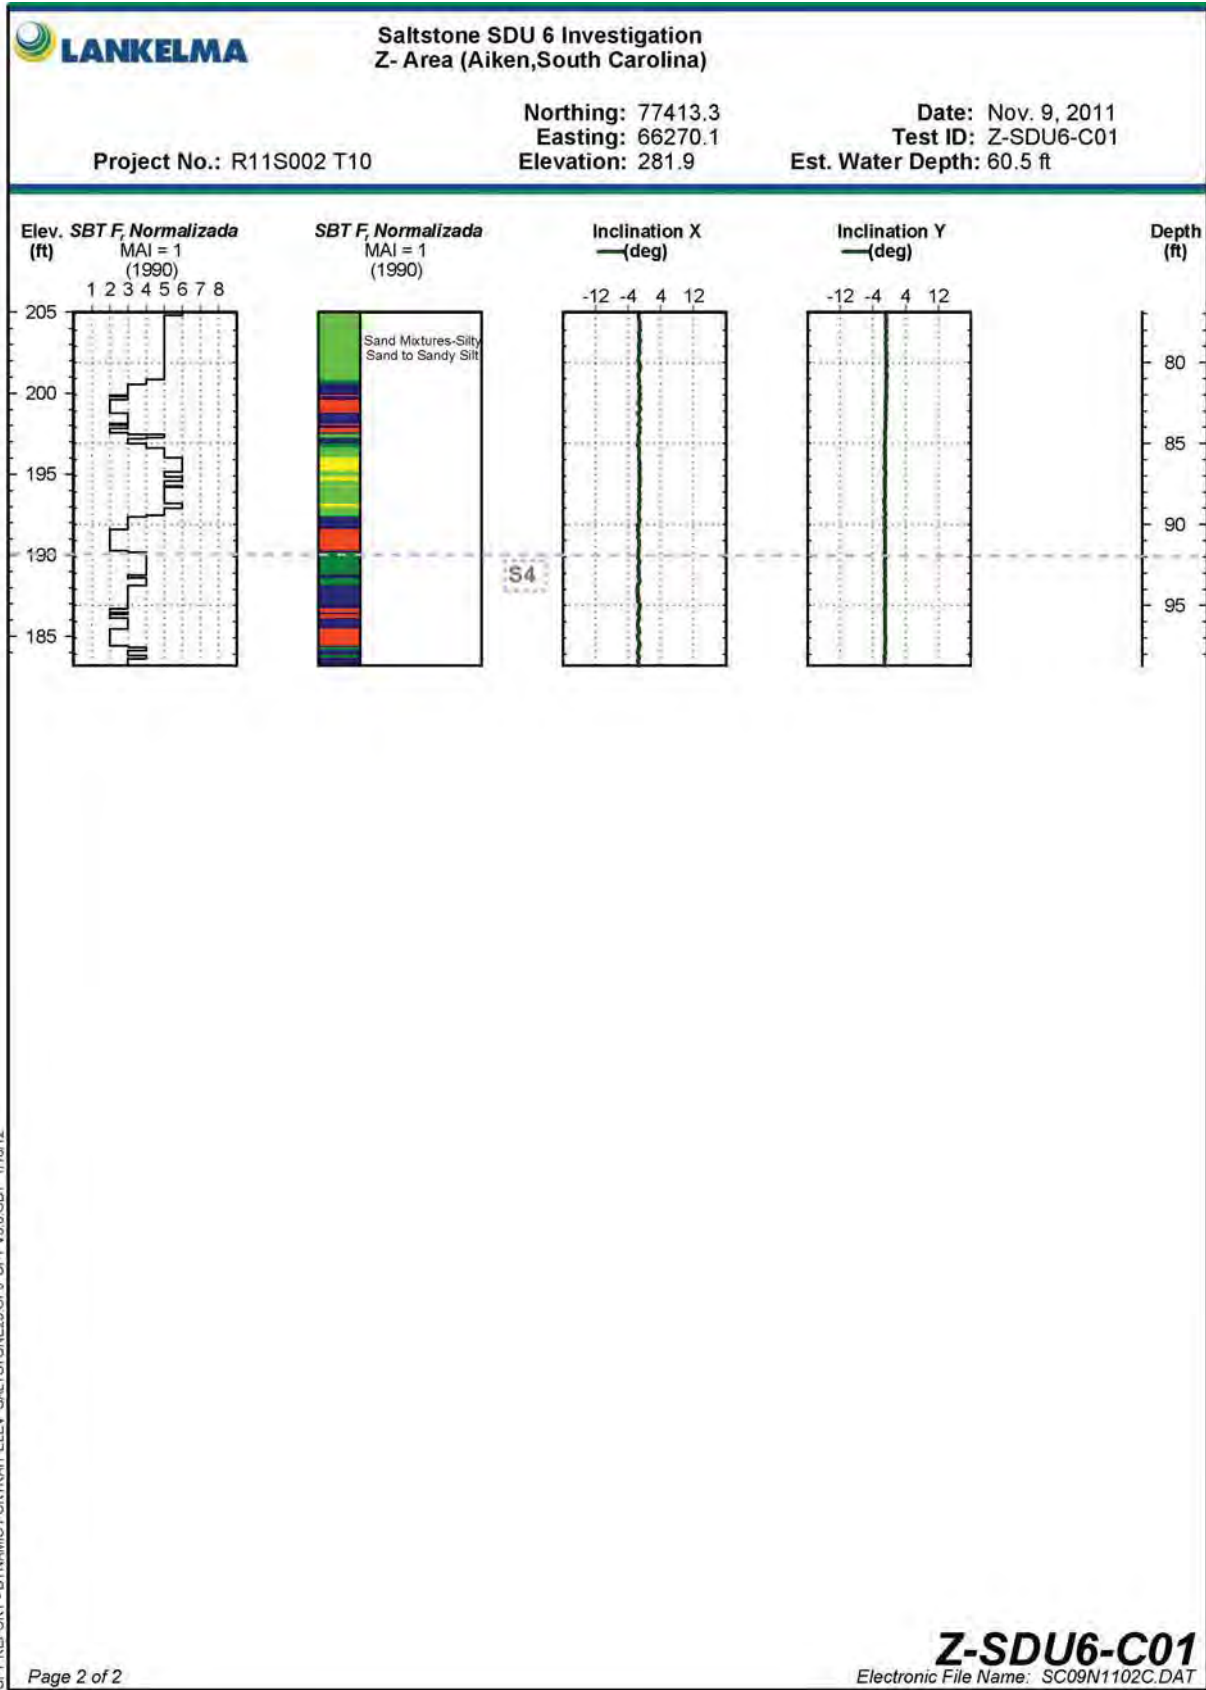 LANKELMA
Saltstone SDU 6 Investigation
Z- Area (Aiken,South Carolina)
Northing: 77413.3
Date: Nov. 9, 2011
Easting: 66270.1
Test ID: Z-SDU6-C01
Project No.: R11S002 T10
Elevation: 281.9
Est. Water Depth: 60.5 ft
Elev. (ft)
SBT F, Normalizada
MAI = 1
(1990)
1 2 3 4 5 6 7 8
SBT F, Normalizada
MAI = 1
(1990)
Inclination X
(deg)
-12 -4 4 12
Inclination Y
(deg)
-12 -4 4 12
Depth
(ft)
205
200
195
190
185
Sand Mixtures-Silty
Sand to Sandy Silt
S4
80
85
90
95
Z-SDU6-C01
Page 2 of 2
Electronic File Name: SC09N1102C.DAT